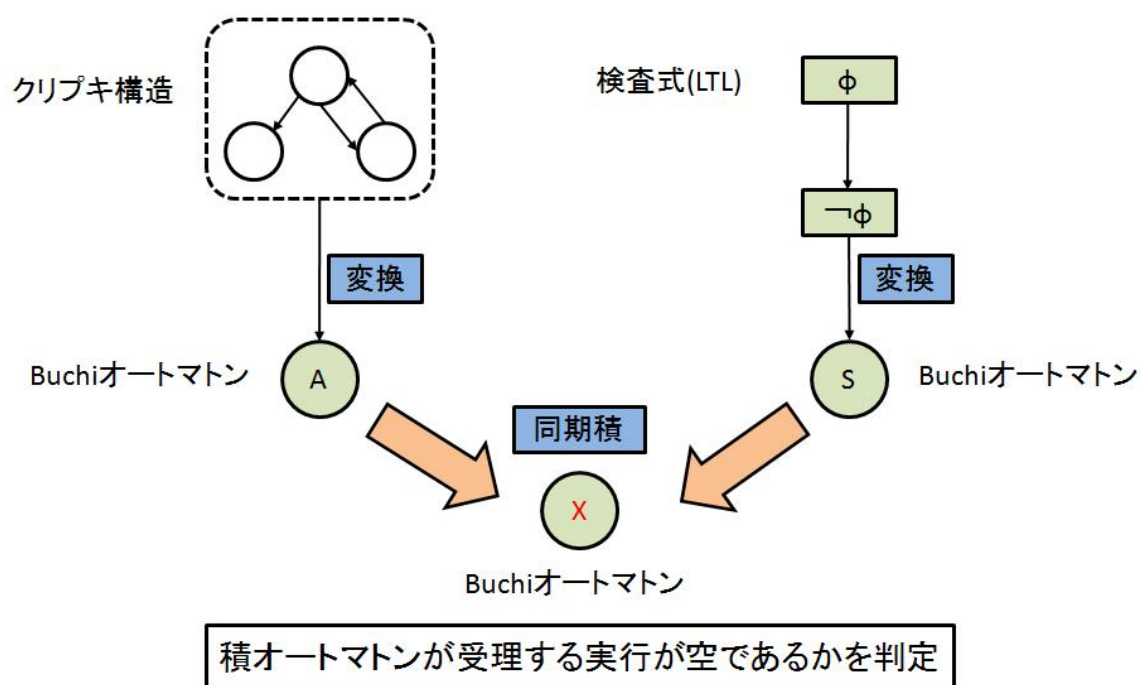 クリプキ構造
検査式(LTL)
φ
￢φ
変換
変換
Buchiオートマトン
A
S
Buchiオートマトン
同期積
X
Buchiオートマトン
積オートマトンが受理する実行が空であるかを判定